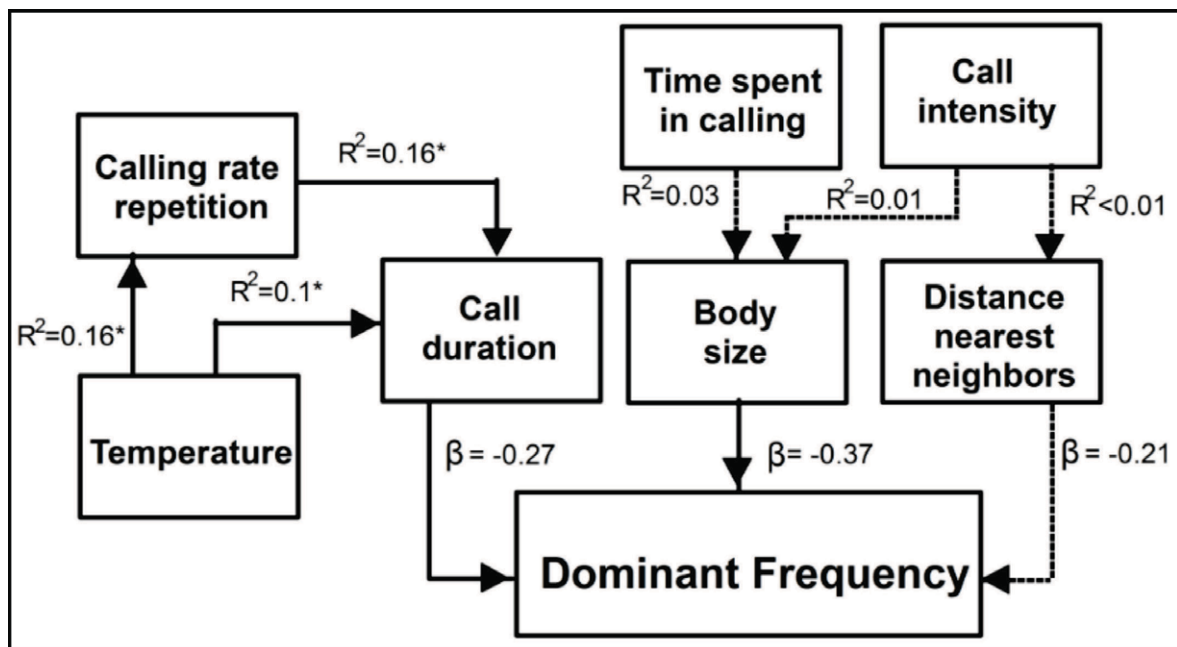 Time spent
in calling
Call
intensity
Calling rate
repetition
R²=0.16*
R²=0.03
R²=0.01
R²<0.01
R²=0.1*
R²=0.16*
Call
duration
Body
size
Distance
nearest
neighbors
Temperature
β = -0.27
β= -0.37
β = -0.21
Dominant Frequency